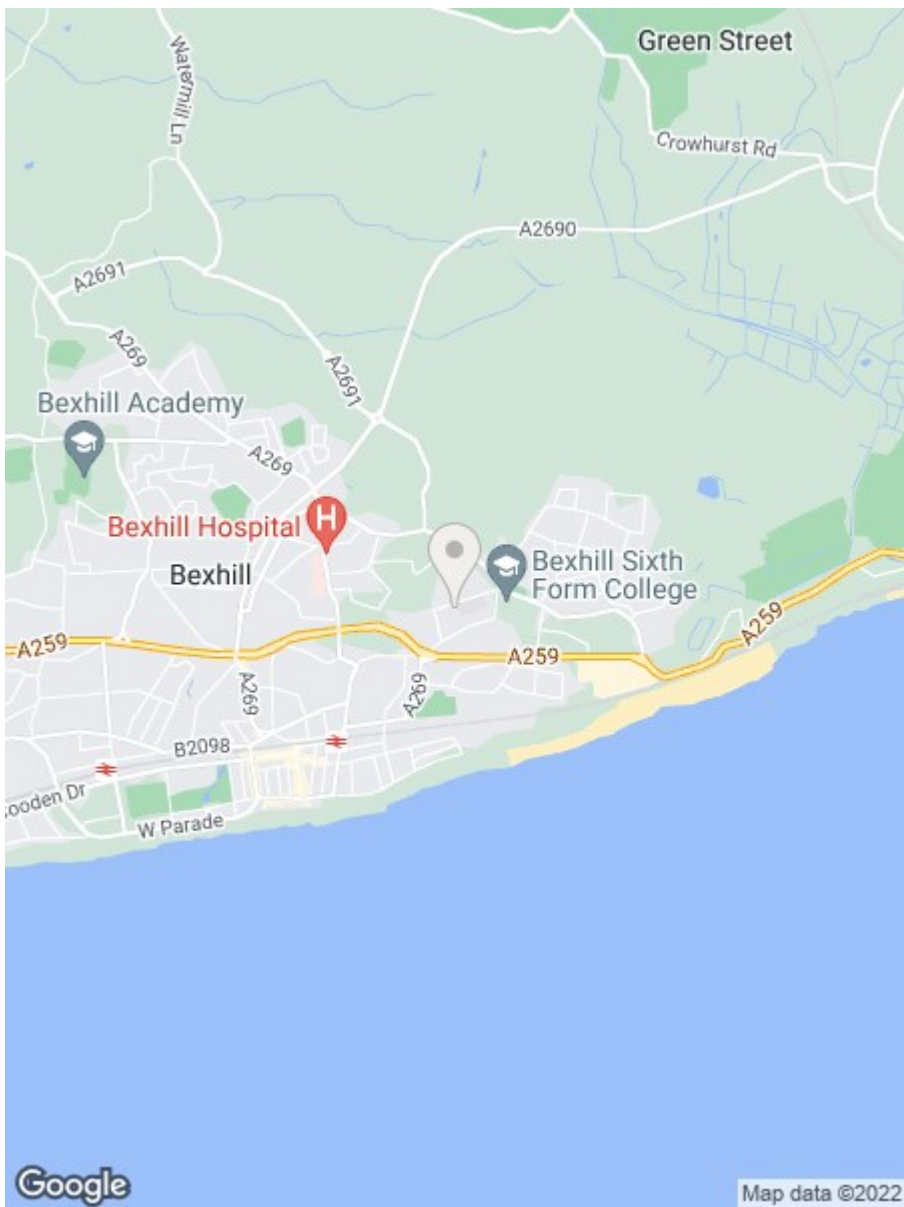 Green Street
Watermill Ln
Crowhurst Rd
A2690
A2691
A269
A2691
Bexhill Academy
A269
Bexhill Hospital
H
Bexhill Sixth
Form College
Bexhill
A259
A259
A259
A269
A269
B2098
Cooden Dr
W Parade
Google
Map data ©2022